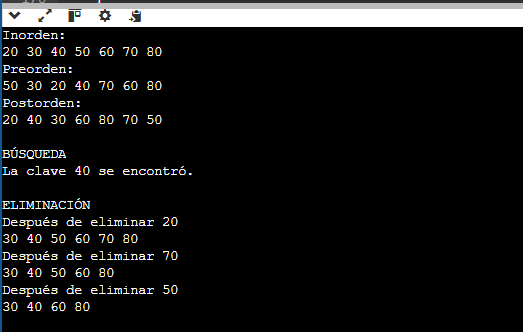 Inorden:
20 30 40 50 60 70 80
Preorden:
50 30 20 40 70 60 80
Postorden:
20 40 30 60 80 70 50
BÚSQUEDA
La clave 40 se encontró.
ELIMINACIÓN
Después de eliminar 20
30 40 50 60 70 80
Después de eliminar 70
30 40 50 60 80
Después de eliminar 50
30 40 60 80